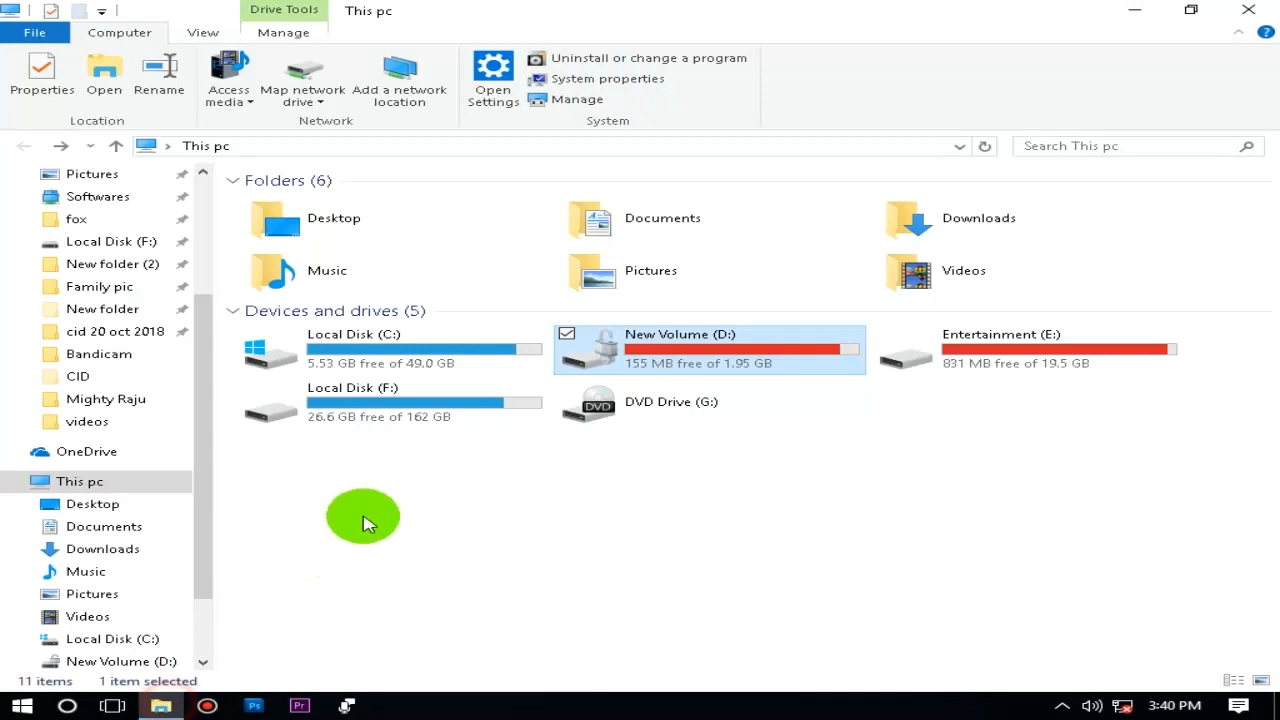 Drive Tools
This pc
File
Computer
View
Manage
Properties
Open
Rename
Access media
Map network drive
Add a network location
Open Settings
Uninstall or change a program
System properties
Manage
Location
Network
System
This pc
Search This pc
Pictures
Softwares
fox
Local Disk (F:)
New folder (2)
Family pic
New folder
cid 20 oct 2018
Bandicam
CID
Mighty Raju
videos
OneDrive
This pc
Desktop
Documents
Downloads
Music
Pictures
Videos
Local Disk (C:)
New Volume (D:)
Folders (6)
Desktop
Documents
Downloads
Music
Pictures
Videos
Devices and drives (5)
Local Disk (C:)
5.53 GB free of 49.0 GB
New Volume (D:)
155 MB free of 1.95 GB
Entertainment (E:)
831 MB free of 19.5 GB
Local Disk (F:)
26.6 GB free of 162 GB
DVD
DVD Drive (G:)
11 items
1 item selected
Ps
Pr
3:40 PM